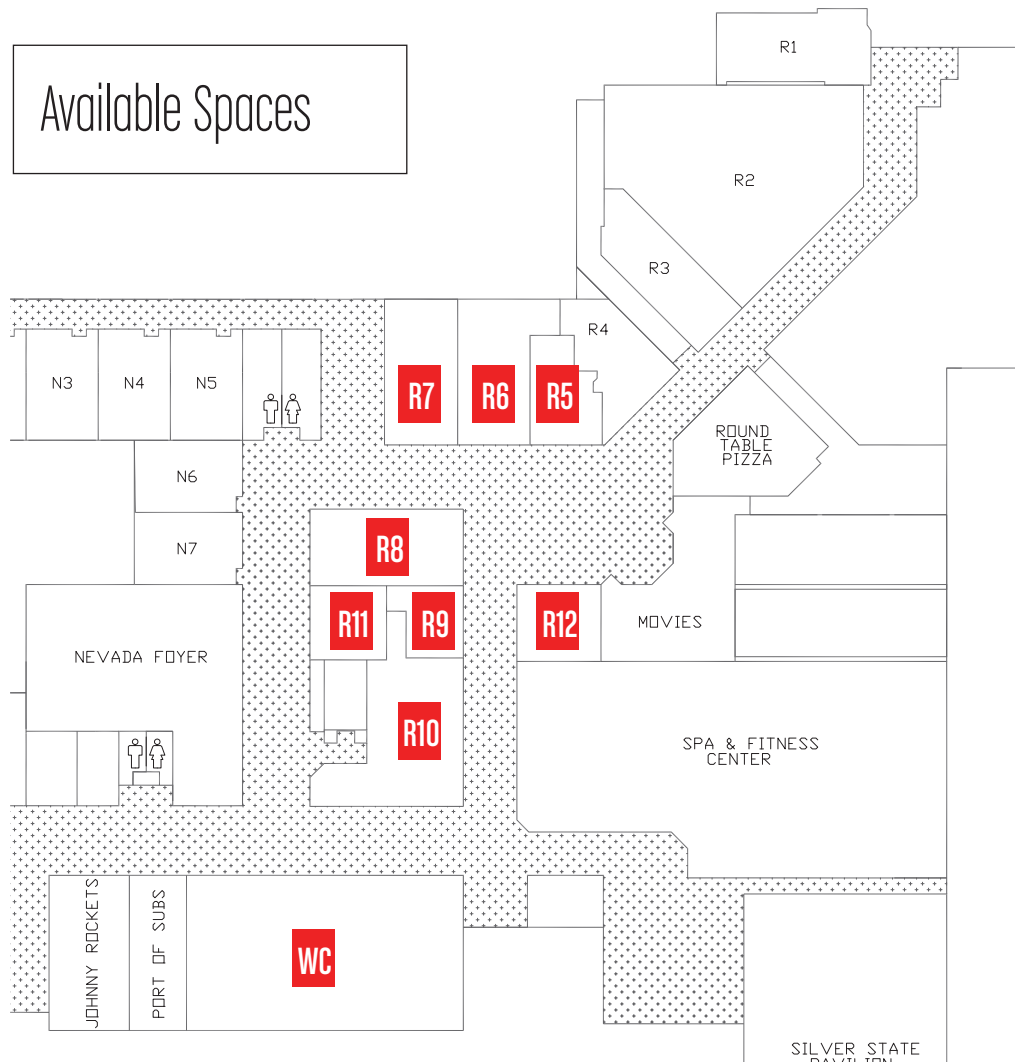 Available Spaces
R1
R2
R3
R4
N3
N4
N5
R7
R6
R5
ROUND
TABLE
PIZZA
N6
N7
R8
R11
R9
R12
MOVIES
NEVADA FOYER
R10
SPA & FITNESS
CENTER
JOHNNY ROCKETS
PORT OF SUBS
WC
SILVER STATE
PAVILION